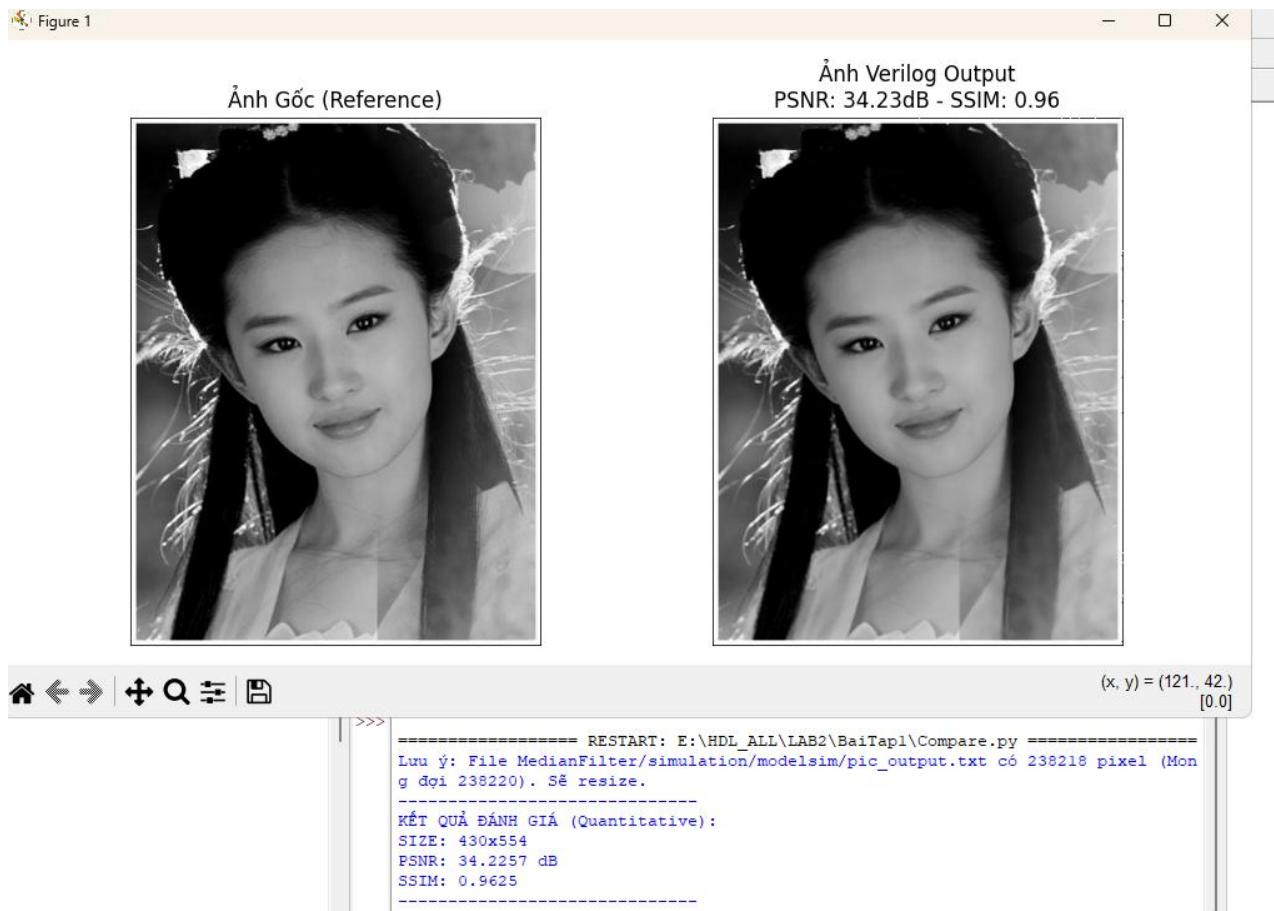 Figure 1
Ảnh Gốc (Reference)
Ảnh Verilog Output
PSNR: 34.23dB - SSIM: 0.96
(x, y) = (121., 42.)
[0.0]
>>>
=================== RESTART: E:\HDL_ALL\LAB2\BaiTap1\Compare.py =================
Lưu ý: File MedianFilter/simulation/modelsim/pic_output.txt có 238218 pixel (Mon
g đợi 238220). Sẽ resize.
------------------------------
KẾT QUẢ ĐÁNH GIÁ (Quantitative):
SIZE: 430x554
PSNR: 34.2257 dB
SSIM: 0.9625
------------------------------